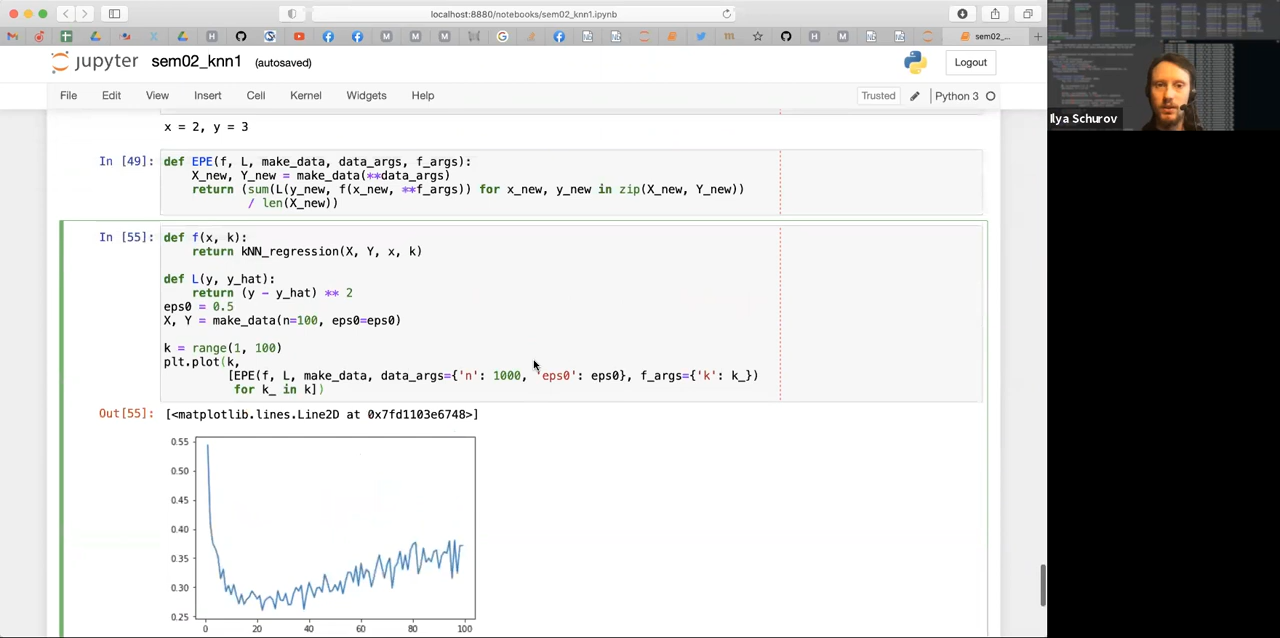 localhost:8880/notebooks/sem02_knn1.ipynb
sem02_...
jupyter sem02_knn1 (autosaved)
Logout
File Edit View Insert Cell Kernel Widgets Help
Trusted Python 3
Ilya Schurov
x = 2, y = 3
In [49]: def EPE(f, L, make_data, data_args, f_args):
X_new, Y_new = make_data(**data_args)
return (sum(L(y_new, f(x_new, **f_args)) for x_new, y_new in zip(X_new, Y_new))
/ len(X_new))
In [55]: def f(x, k):
return kNN_regression(X, Y, x, k)
def L(y, y_hat):
return (y - y_hat) ** 2
eps0 = 0.5
X, Y = make_data(n=100, eps0=eps0)
k = range(1, 100)
plt.plot(k,
[EPE(f, L, make_data, data_args={'n': 1000, 'eps0': eps0}, f_args={'k': k_})
for k_ in k])
Out[55]: [<matplotlib.lines.Line2D at 0x7fd1103e6748>]
0.55
0.50
0.45
0.40
0.35
0.30
0.25
0 20 40 60 80 100